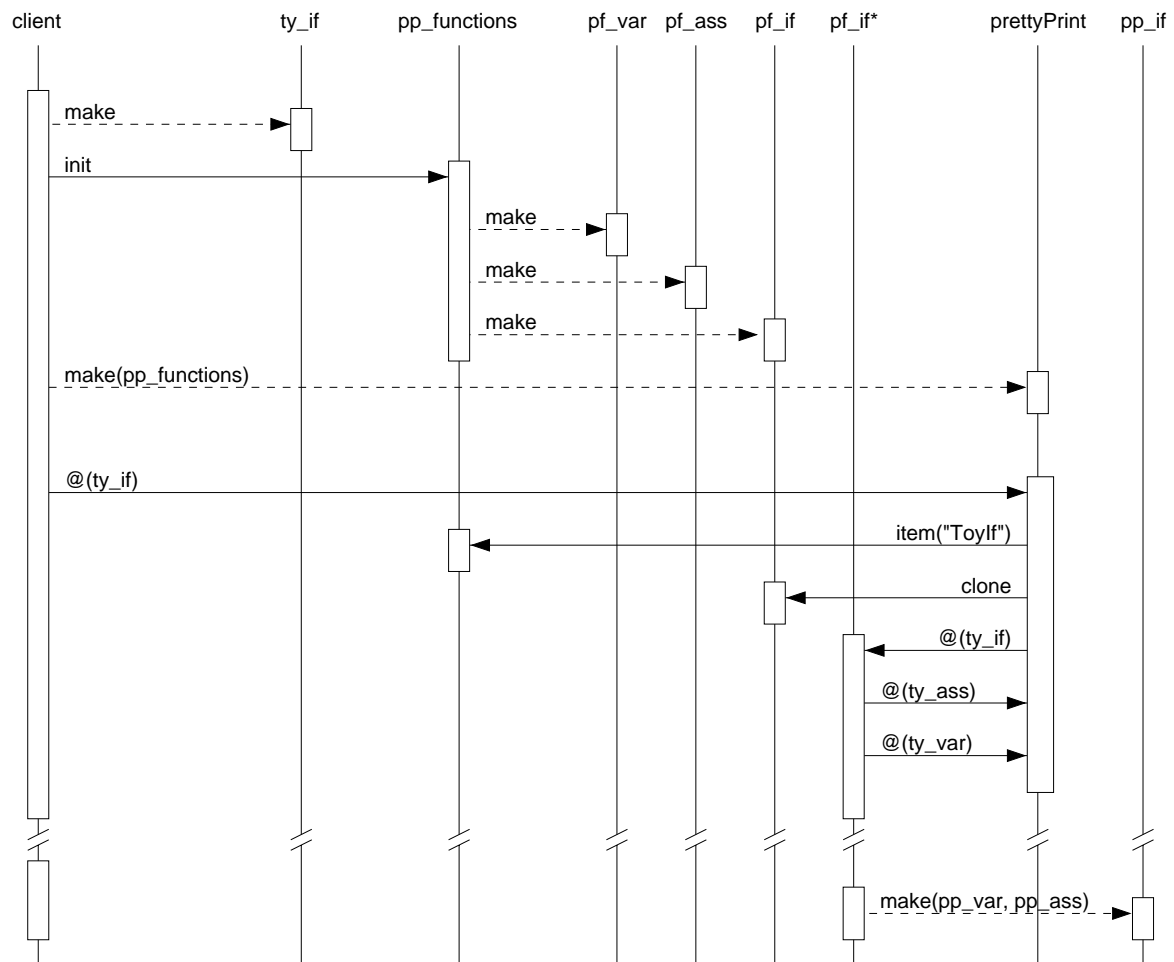 client ty_if pp_functions pf_var pf_ass pf_if pf_if* prettyPrint pp_if
make
init
make
make
make
make(pp_functions)
@(ty_if)
item("ToyIf")
clone
@(ty_if)
@(ty_ass)
@(ty_var)
make(pp_var, pp_ass)